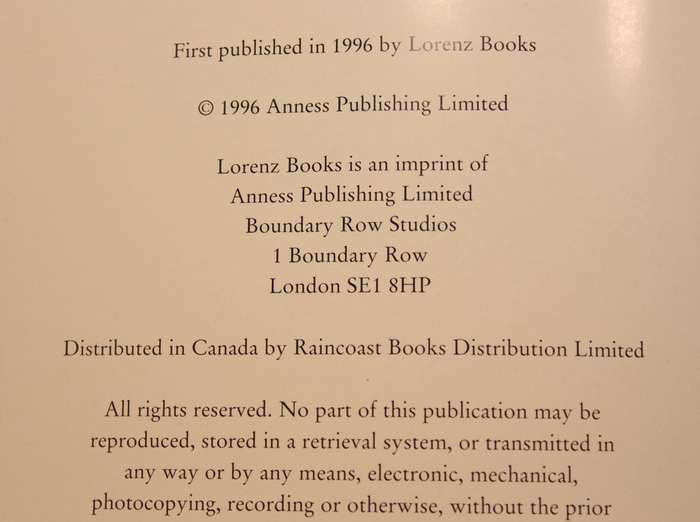 First published in 1996 by Lorenz Books
© 1996 Anness Publishing Limited
Lorenz Books is an imprint of
Anness Publishing Limited
Boundary Row Studios
1 Boundary Row
London SE1 8HP
Distributed in Canada by Raincoast Books Distribution Limited
All rights reserved. No part of this publication may be
reproduced, stored in a retrieval system, or transmitted in
any way or by any means, electronic, mechanical,
photocopying, recording or otherwise, without the prior